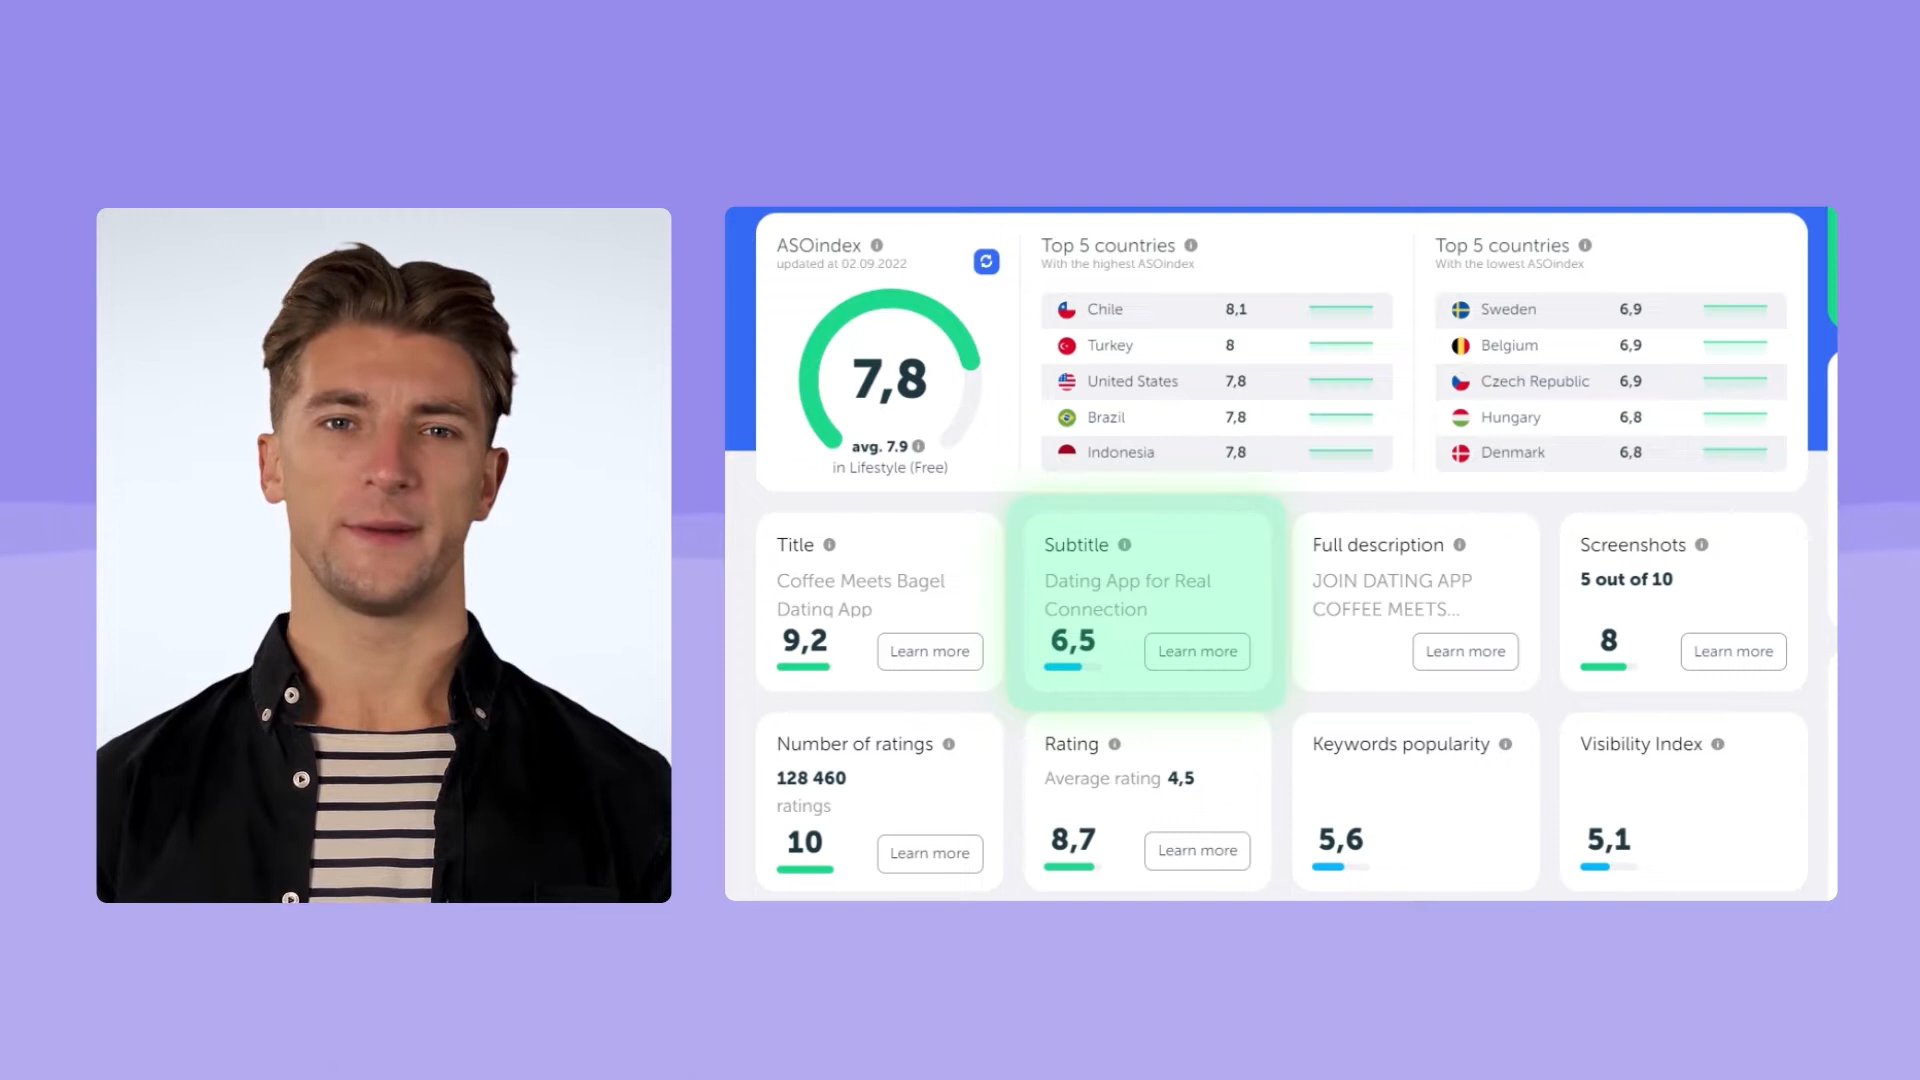 ASOindex
updated at 02.09.2022
7,8
avg. 7.9
in Lifestyle (Free)
Top 5 countries
With the highest ASOindex
Chile 8,1
Turkey 8
United States 7,8
Brazil 7,8
Indonesia 7,8
Top 5 countries
With the lowest ASOindex
Sweden 6,9
Belgium 6,9
Czech Republic 6,9
Hungary 6,8
Denmark 6,8
Title
Coffee Meets Bagel
Dating App
9,2
Learn more
Subtitle
Dating App for Real
Connection
6,5
Learn more
Full description
JOIN DATING APP
COFFEE MEETS...
Learn more
Screenshots
5 out of 10
8
Learn more
Number of ratings
128 460
ratings
10
Learn more
Rating
Average rating 4,5
8,7
Learn more
Keywords popularity
5,6
Visibility Index
5,1